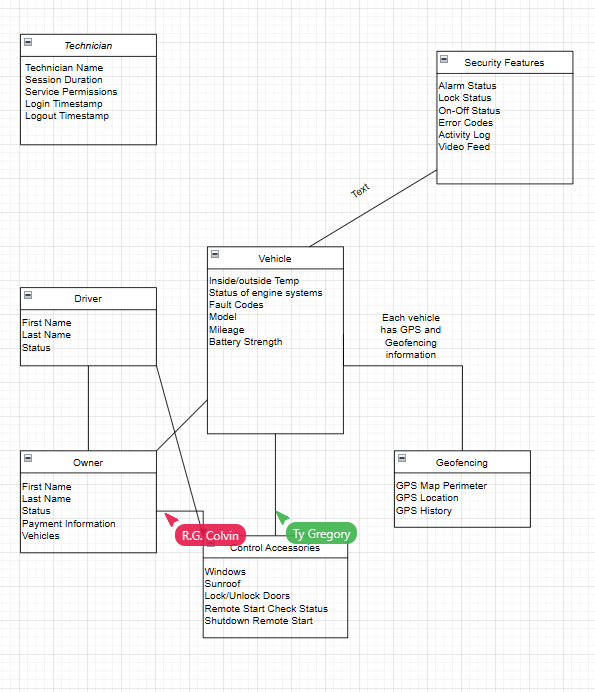 Technician
Technician Name
Session Duration
Service Permissions
Login Timestamp
Logout Timestamp
Security Features
Alarm Status
Lock Status
On-Off Status
Error Codes
Activity Log
Video Feed
Text
Vehicle
Inside/outside Temp
Status of engine systems
Fault Codes
Model
Mileage
Battery Strength
Driver
First Name
Last Name
Status
Each vehicle
has GPS and
Geofencing
information
Owner
First Name
Last Name
Status
Payment Information
Vehicles
Geofencing
GPS Map Perimeter
GPS Location
GPS History
R.G. Colvin
Ty Gregory
Control Accessories
Windows
Sunroof
Lock/Unlock Doors
Remote Start Check Status
Shutdown Remote Start